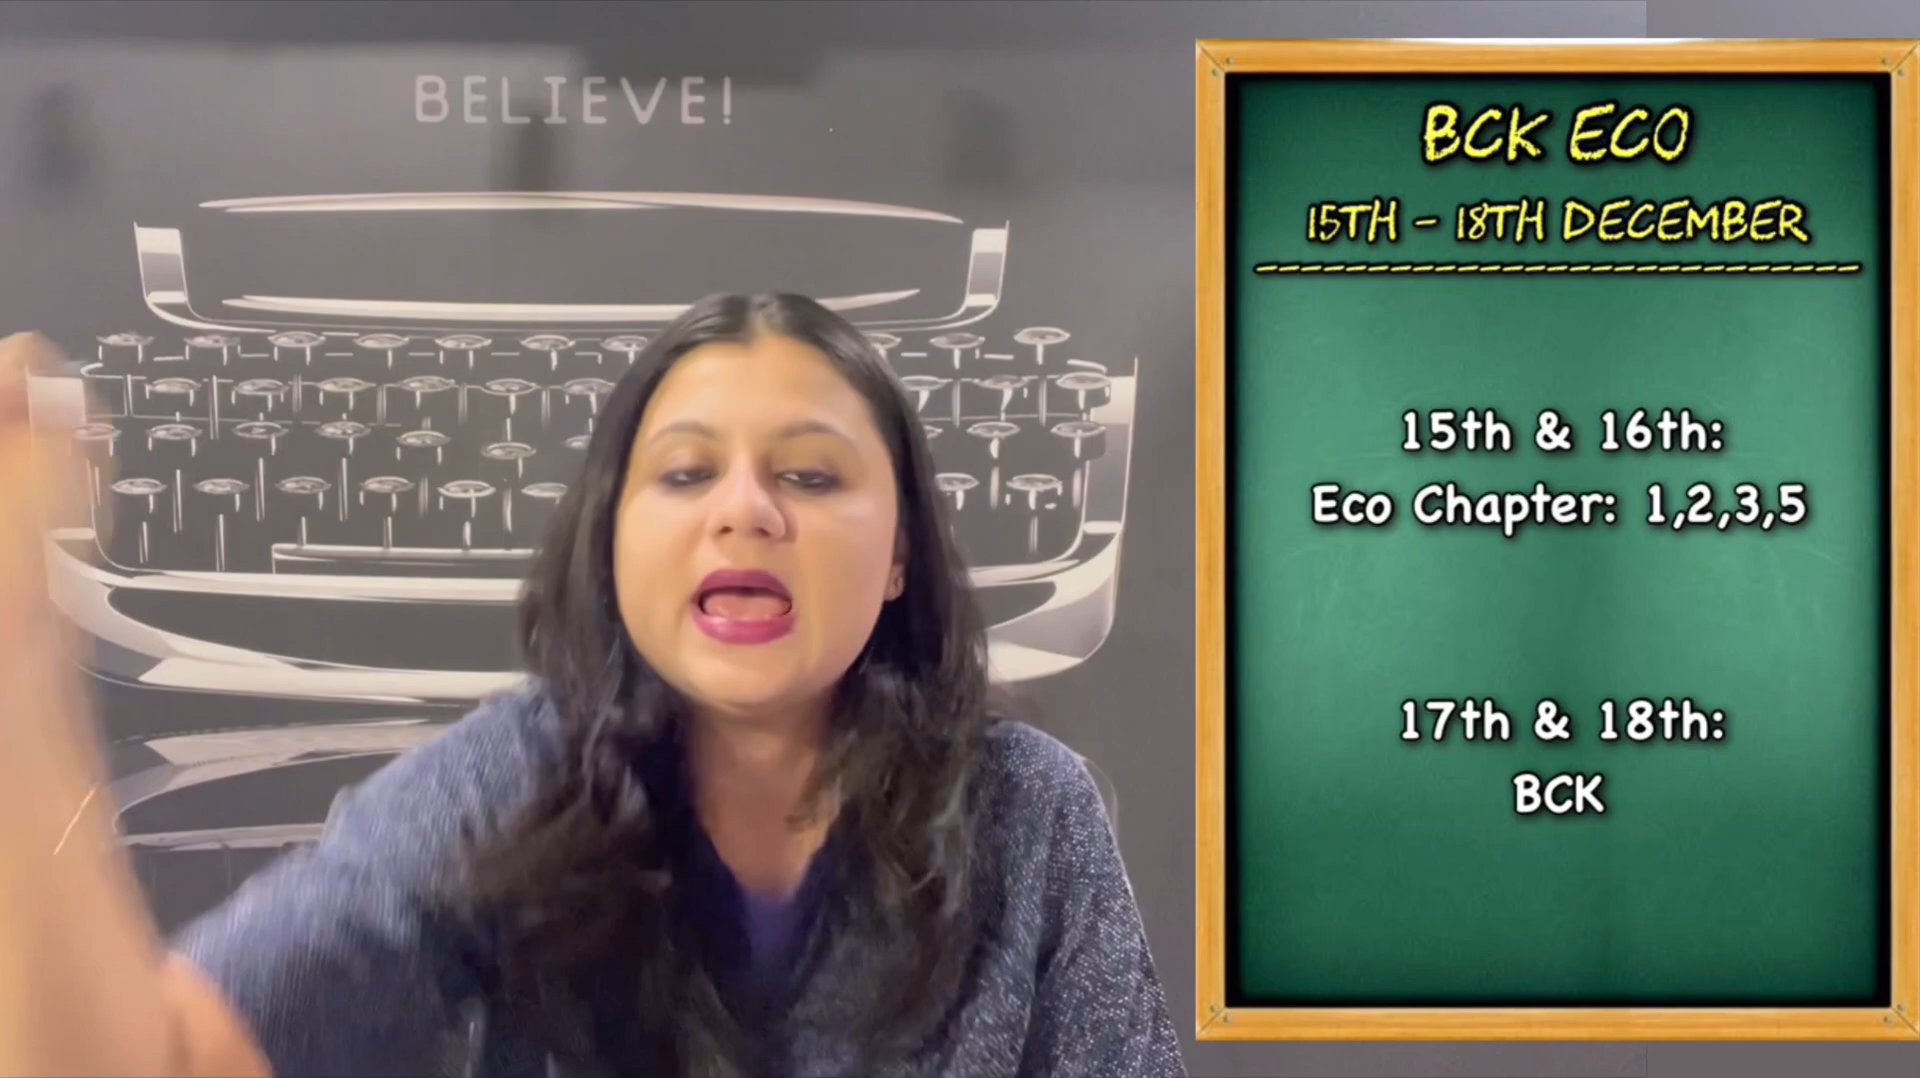 BELIEVE!
BCK ECO
15TH - 18TH DECEMBER
15th & 16th:
Eco Chapter: 1,2,3,5
17th & 18th:
BCK